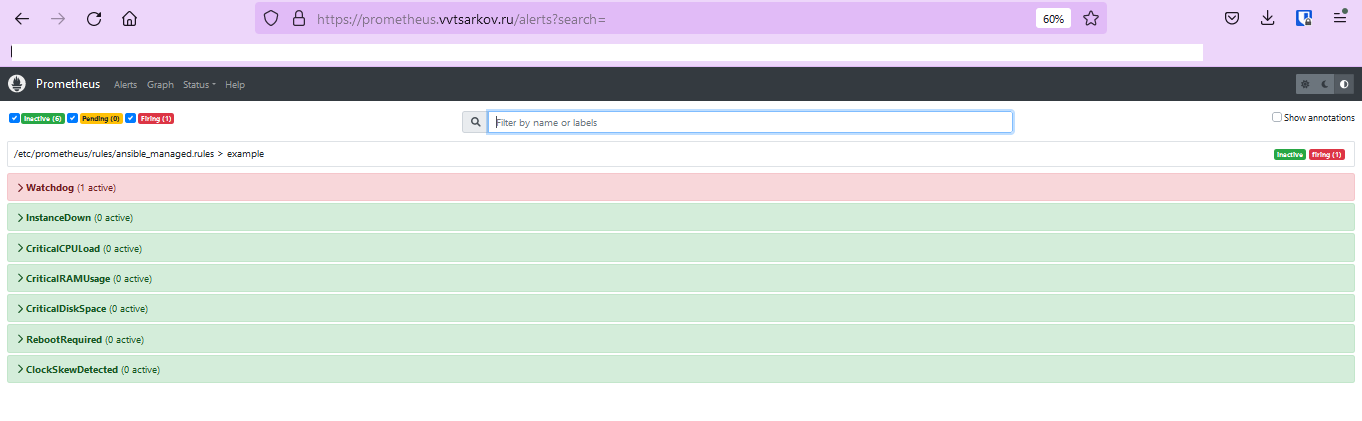 https://prometheus.vvtsarkov.ru/alerts?search=
60%
Prometheus Alerts Graph Status Help
Inactive (6) Pending (0) Firing (1)
Filter by name or labels
Show annotations
/etc/prometheus/rules/ansible_managed.rules > example
inactive firing (1)
Watchdog (1 active)
InstanceDown (0 active)
CriticalCPULoad (0 active)
CriticalRAMUsage (0 active)
CriticalDiskSpace (0 active)
RebootRequired (0 active)
ClockSkewDetected (0 active)